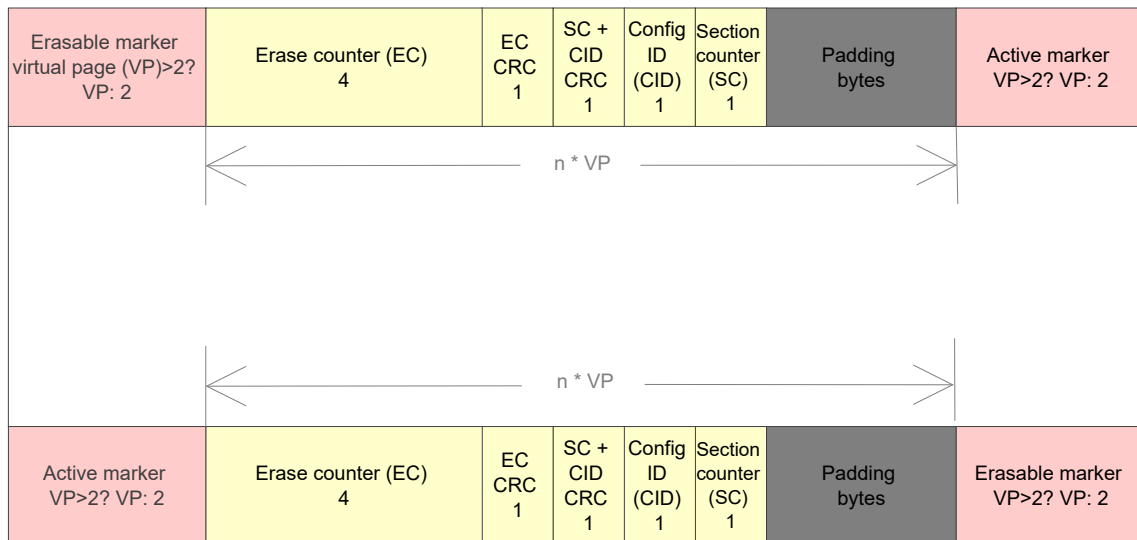 Erasable marker
virtual page (VP)>2?
VP: 2
Erase counter (EC)
4
EC
CRC
1
SC +
CID
CRC
1
Config
ID
(CID)
1
Section
counter
(SC)
1
Padding
bytes
Active marker
VP>2? VP: 2
n * VP
n * VP
Active marker
VP>2? VP: 2
Erase counter (EC)
4
EC
CRC
1
SC +
CID
CRC
1
Config
ID
(CID)
1
Section
counter
(SC)
1
Padding
bytes
Erasable marker
VP>2? VP: 2